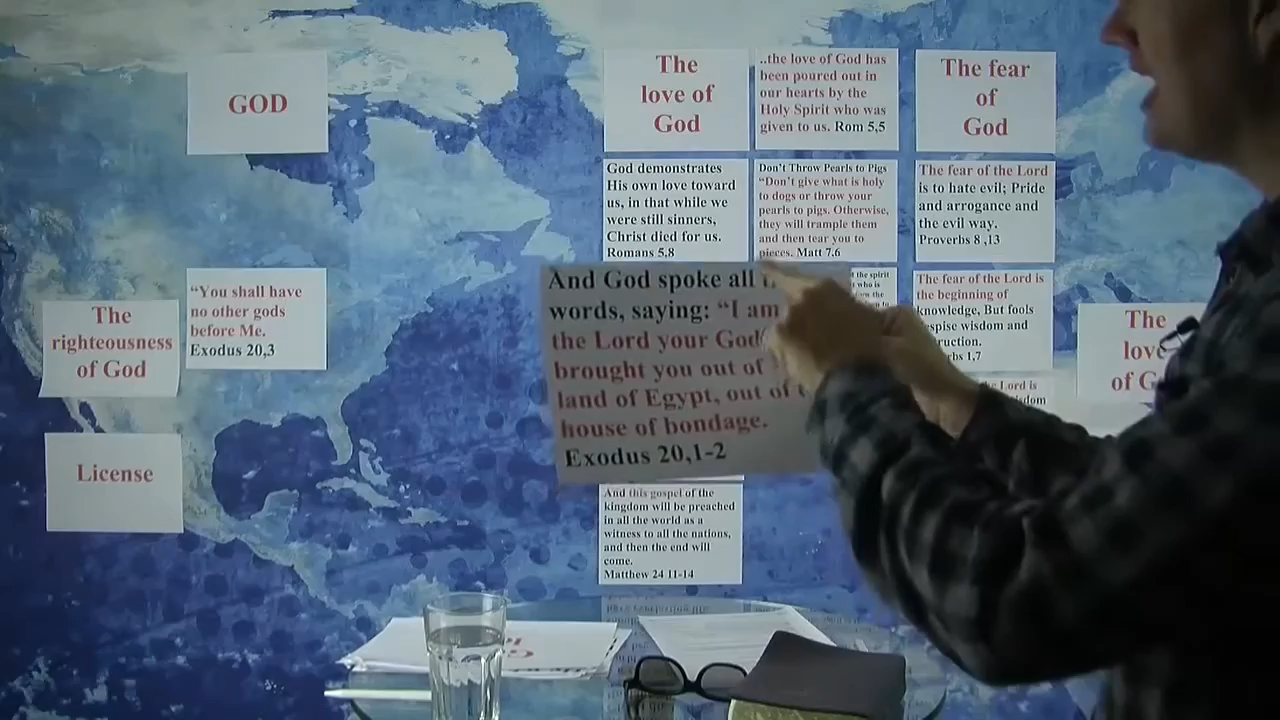 GOD
The
love of
God
..the love of God has
been poured out in
our hearts by the
Holy Spirit who was
given to us. Rom 5,5
The fear
of
God
God demonstrates
His own love toward
us, in that while we
were still sinners,
Christ died for us.
Romans 5,8
Don't Throw Pearls to Pigs
“Don't give what is holy
to dogs or throw your
pearls to pigs. Otherwise,
they will trample them
and then tear you to
pieces. Matt 7,6
The fear of the Lord
is to hate evil; Pride
and arrogance and
the evil way.
Proverbs 8 ,13
The
righteousness
of God
“You shall have
no other gods
before Me.
Exodus 20,3
And God spoke all
words, saying: “I am
the Lord your God
brought you out of
land of Egypt, out of
house of bondage.
Exodus 20,1-2
the spirit
who is
the
The fear of the Lord is
the beginning of
knowledge, But fools
wisdom and
1,7
Lord is
The
love
of
License
And this gospel of the
kingdom will be preached
in all the world as a
witness to all the nations,
and then the end will
come.
Matthew 24 11-14